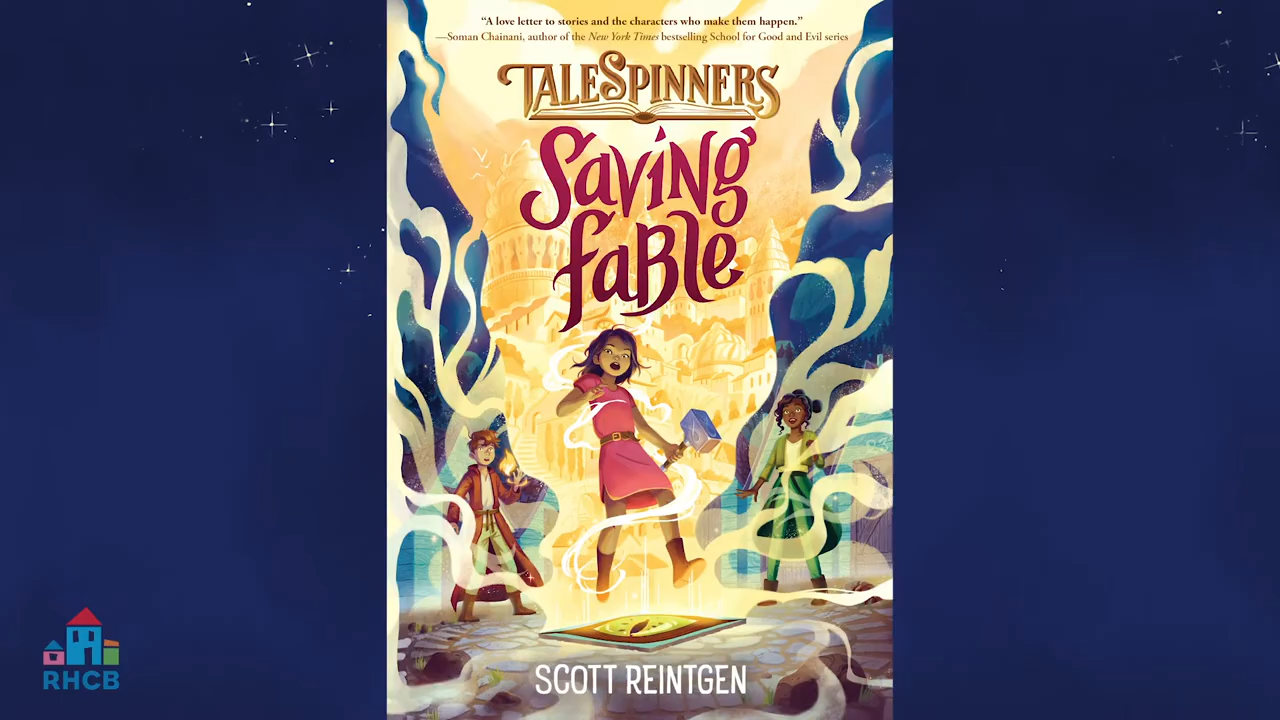 “A love letter to stories and the characters who make them happen.”
—Soman Chainani, author of the New York Times bestselling School for Good and Evil series
TALESPINNERS
Saving
faBle
SCOTT REINTGEN
RHCB